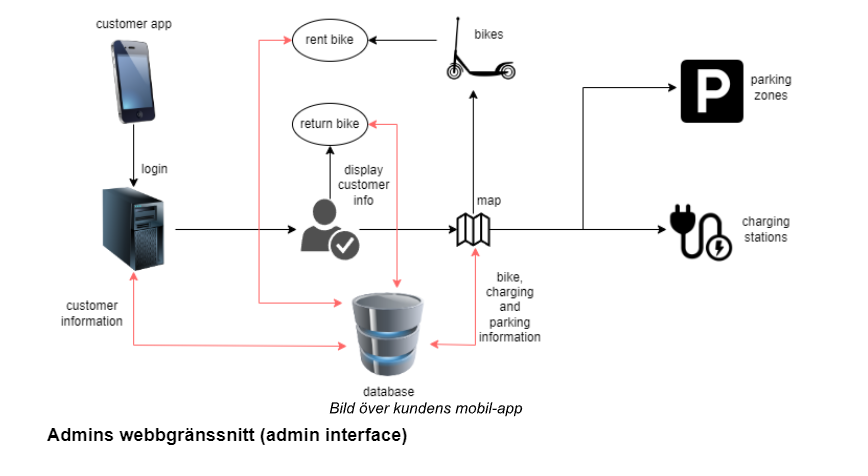 customer app
rent bike
bikes
P
parking
zones
return bike
login
display
customer
info
map
charging
stations
customer
information
bike,
charging
and
parking
information
database
Bild över kundens mobil-app
Admins webbgränssnitt (admin interface)